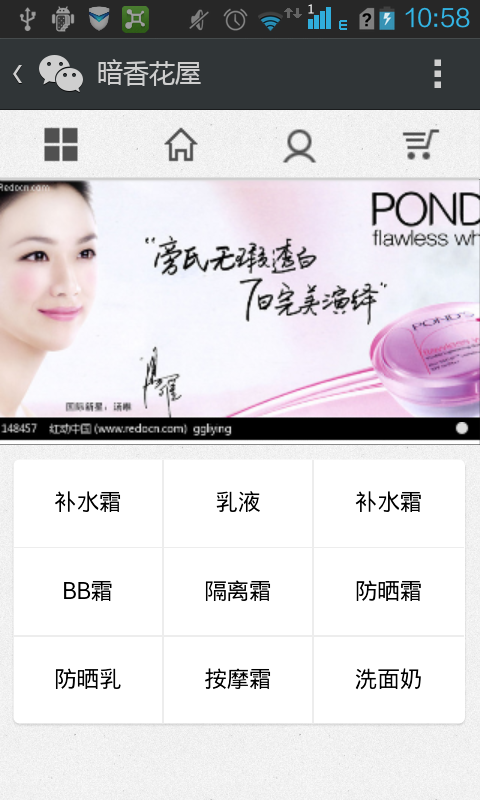 1
E
10:58
暗香花屋
Redocn.com
POND
flawless wh
“旁氏无瑕透白
7日完美演绎”
POND'S
flawless w
国际新星：汤唯
148457 红动中国 (www.redocn.com) ggliying
补水霜 乳液 补水霜
BB霜 隔离霜 防晒霜
防晒乳 按摩霜 洗面奶